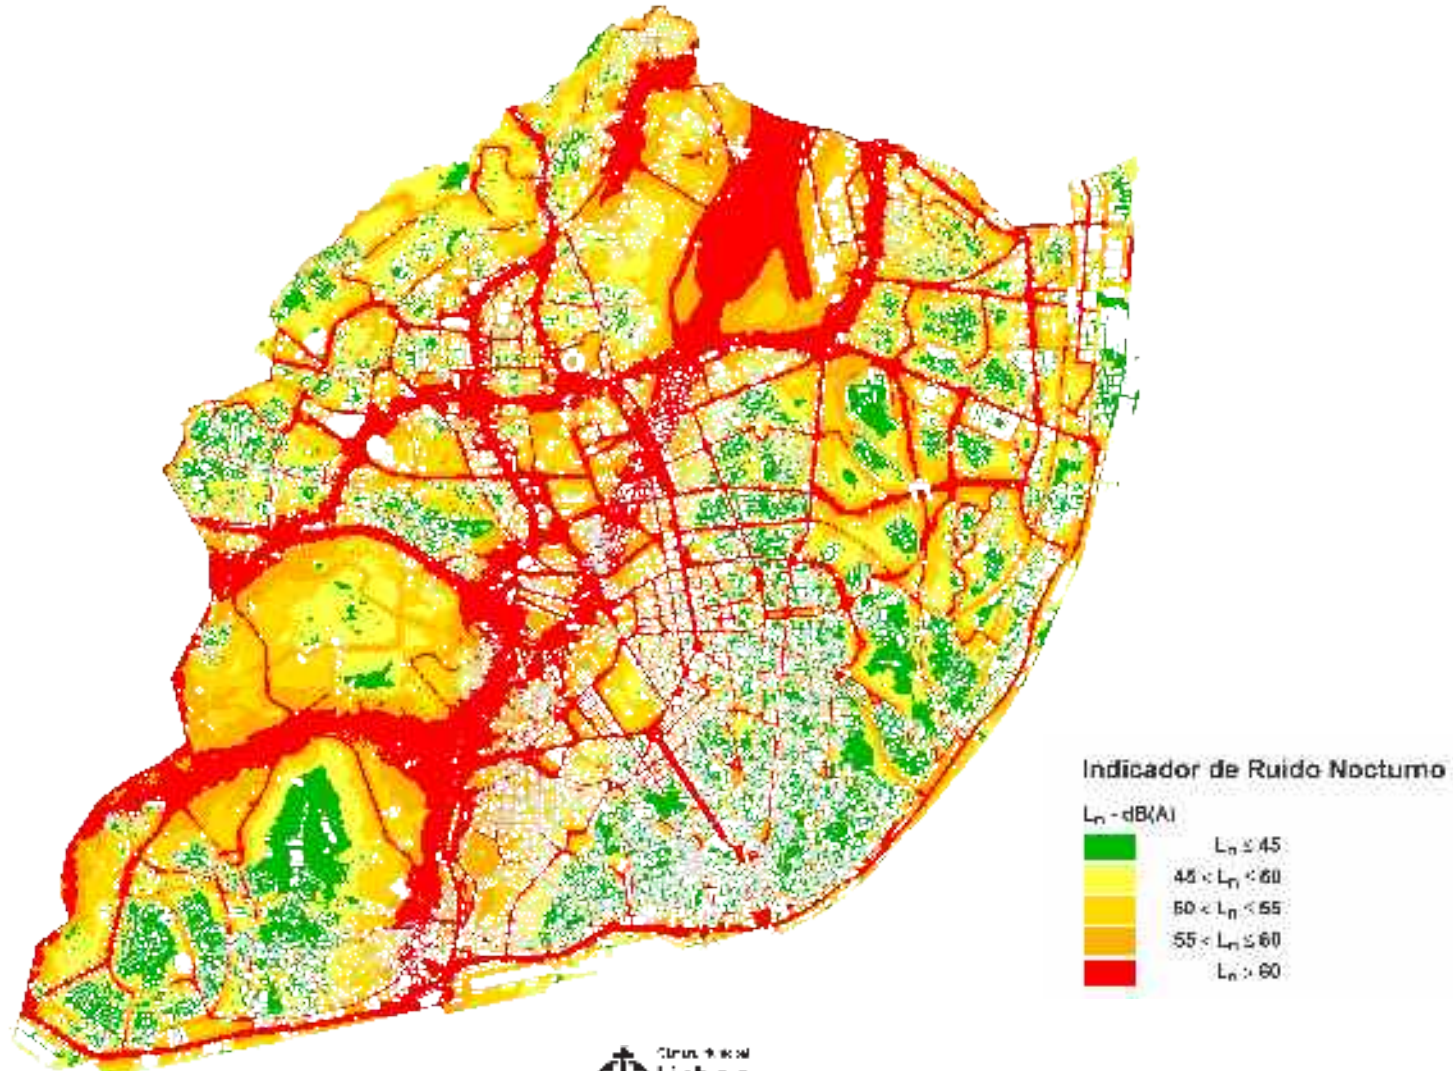 Indicador de Ruido Nocturno
Ln - dB(A)
Ln ≤ 45
45 < Ln ≤ 50
50 < Ln ≤ 55
55 < Ln ≤ 60
Ln > 60